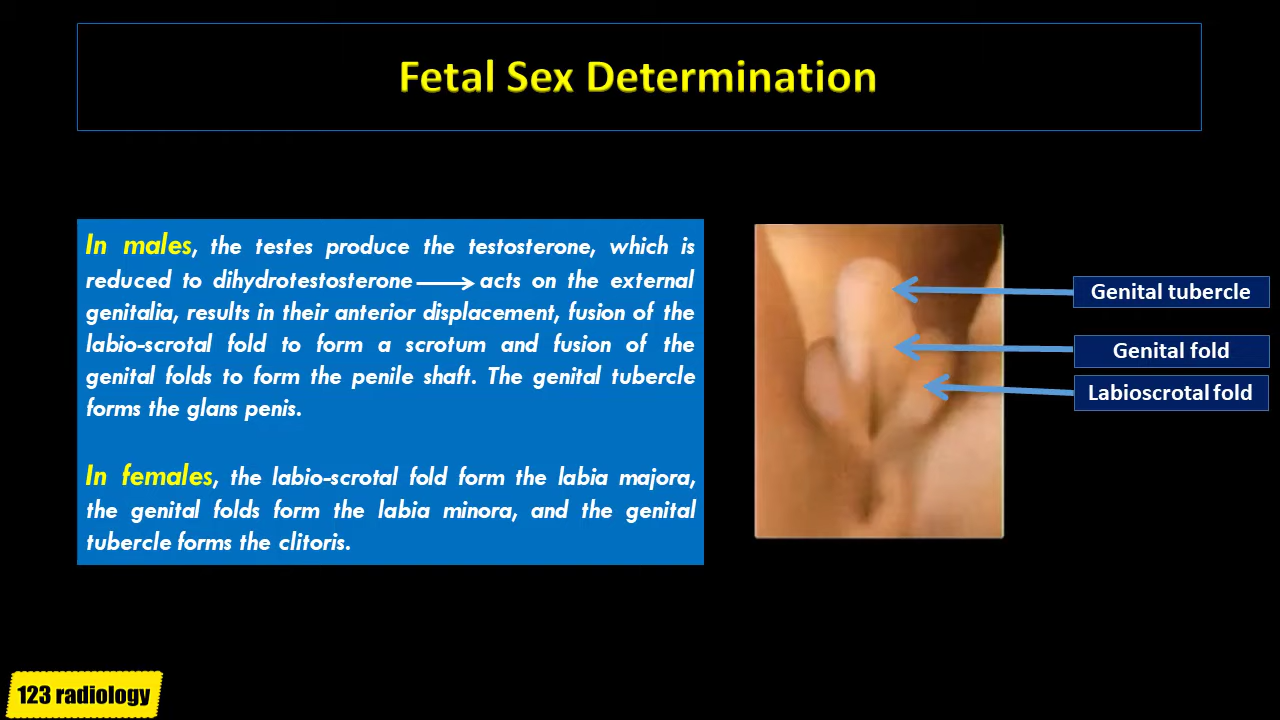 Fetal Sex Determination
In males, the testes produce the testosterone, which is
reduced to dihydrotestosterone → acts on the external
genitalia, results in their anterior displacement, fusion of the
labio-scrotal fold to form a scrotum and fusion of the
genital folds to form the penile shaft. The genital tubercle
forms the glans penis.
In females, the labio-scrotal fold form the labia majora,
the genital folds form the labia minora, and the genital
tubercle forms the clitoris.
Genital tubercle
Genital fold
Labioscrotal fold
123 radiology